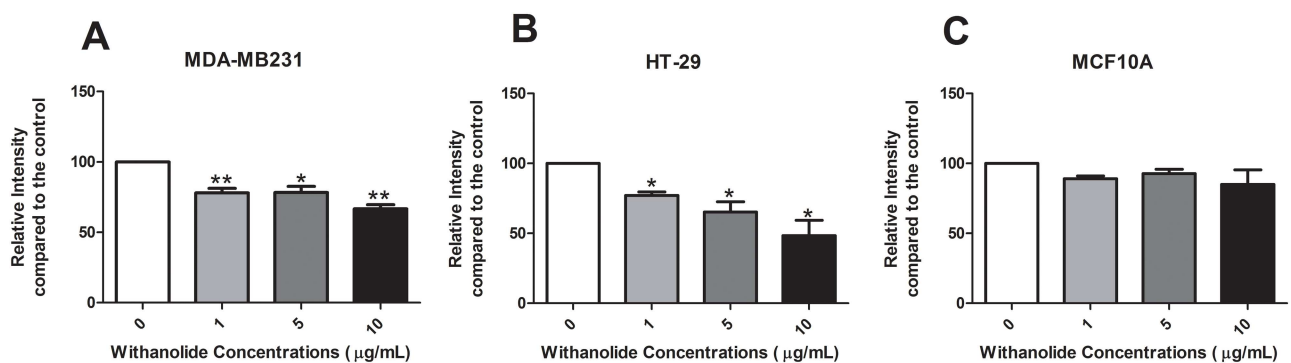 A
MDA-MB231
Relative Intensity
compared to the control
150
100
50
0
**
*
**
0
1
5
10
Withanolide Concentrations ( µg/mL)
B
HT-29
Relative Intensity
compared to the control
150
100
50
0
*
*
*
0
1
5
10
Withanolide Concentrations ( µg/mL)
C
MCF10A
Relative Intensity
compared to the control
150
100
50
0
0
1
5
10
Withanolide Concentrations ( µg/mL)